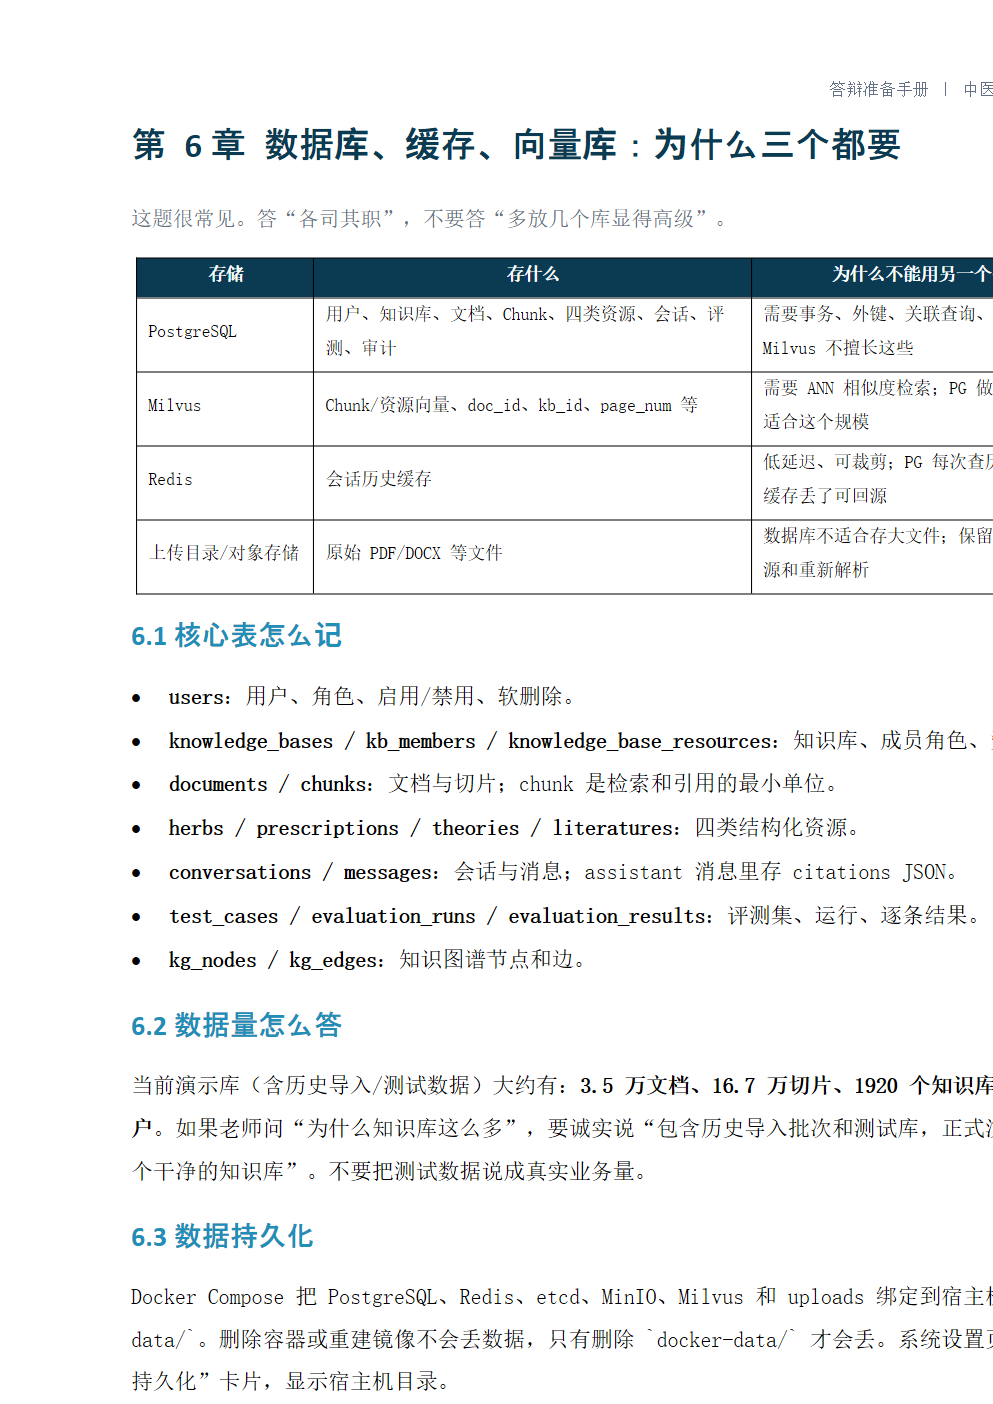 答辩准备手册 | 中医
第 6 章 数据库、缓存、向量库：为什么三个都要
这题很常见。答“各司其职”，不要答“多放几个库显得高级”。
存储 存什么 为什么不能用另一个
PostgreSQL
用户、知识库、文档、Chunk、四类资源、会话、评
测、审计
需要事务、外键、关联查询、
Milvus 不擅长这些
Milvus
Chunk/资源向量、doc_id、kb_id、page_num 等
需要 ANN 相似度检索；PG 做
适合这个规模
Redis
会话历史缓存
低延迟、可裁剪；PG 每次查历
缓存丢了可回源
上传目录/对象存储
原始 PDF/DOCX 等文件
数据库不适合存大文件；保留
源和重新解析
6.1 核心表怎么记
• users：用户、角色、启用/禁用、软删除。
• knowledge_bases / kb_members / knowledge_base_resources：知识库、成员角色、
• documents / chunks：文档与切片；chunk 是检索和引用的最小单位。
• herbs / prescriptions / theories / literatures：四类结构化资源。
• conversations / messages：会话与消息；assistant 消息里存 citations JSON。
• test_cases / evaluation_runs / evaluation_results：评测集、运行、逐条结果。
• kg_nodes / kg_edges：知识图谱节点和边。
6.2 数据量怎么答
当前演示库（含历史导入/测试数据）大约有：3.5 万文档、16.7 万切片、1920 个知识库
户。如果老师问“为什么知识库这么多”，要诚实说“包含历史导入批次和测试库，正式演
个干净的知识库”。不要把测试数据说成真实业务量。
6.3 数据持久化
Docker Compose 把 PostgreSQL、Redis、etcd、MinIO、Milvus 和 uploads 绑定到宿主机
data/`。删除容器或重建镜像不会丢数据，只有删除 `docker-data/` 才会丢。系统设置页
持久化”卡片，显示宿主机目录。